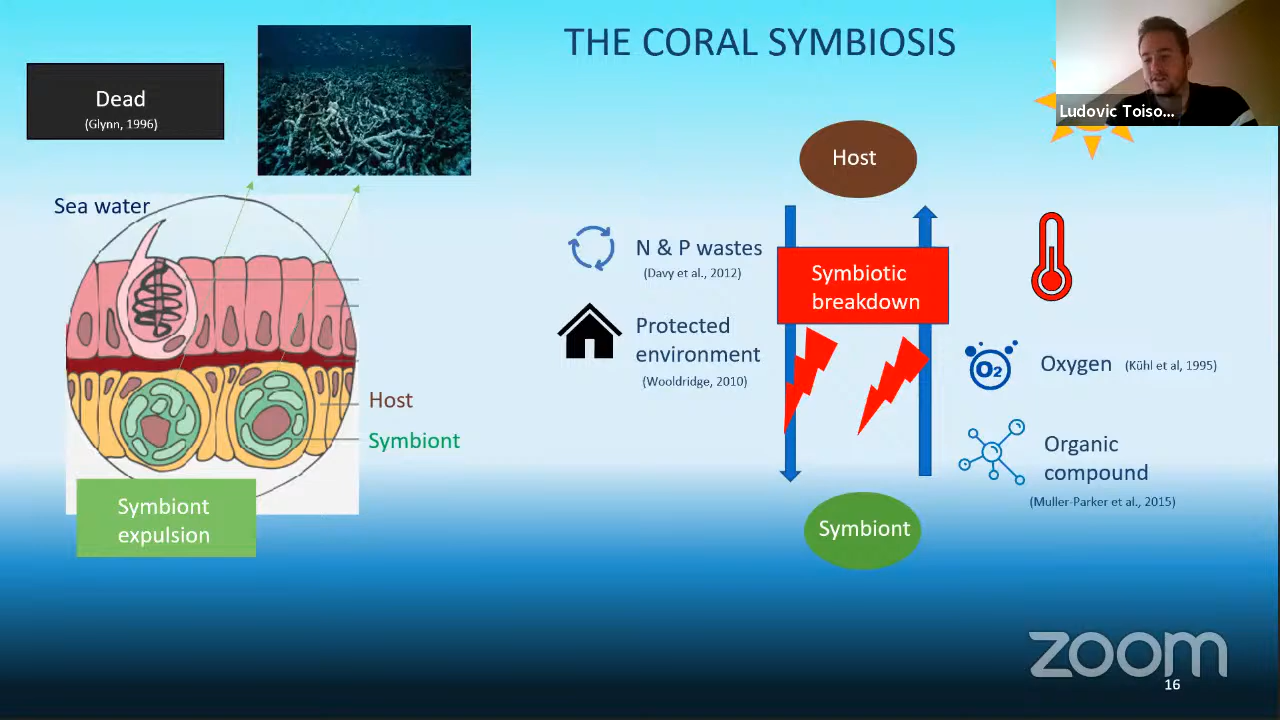 THE CORAL SYMBIOSIS
Ludovic Toiso...
Dead
(Glynn, 1996)
Sea water
Host
Symbiont
Symbiont
expulsion
Host
N & P wastes
(Davy et al., 2012)
Protected
environment
(Wooldridge, 2010)
Symbiotic
breakdown
O2
Oxygen (Kühl et al, 1995)
Organic
compound
(Muller-Parker et al., 2015)
Symbiont
zoom
16